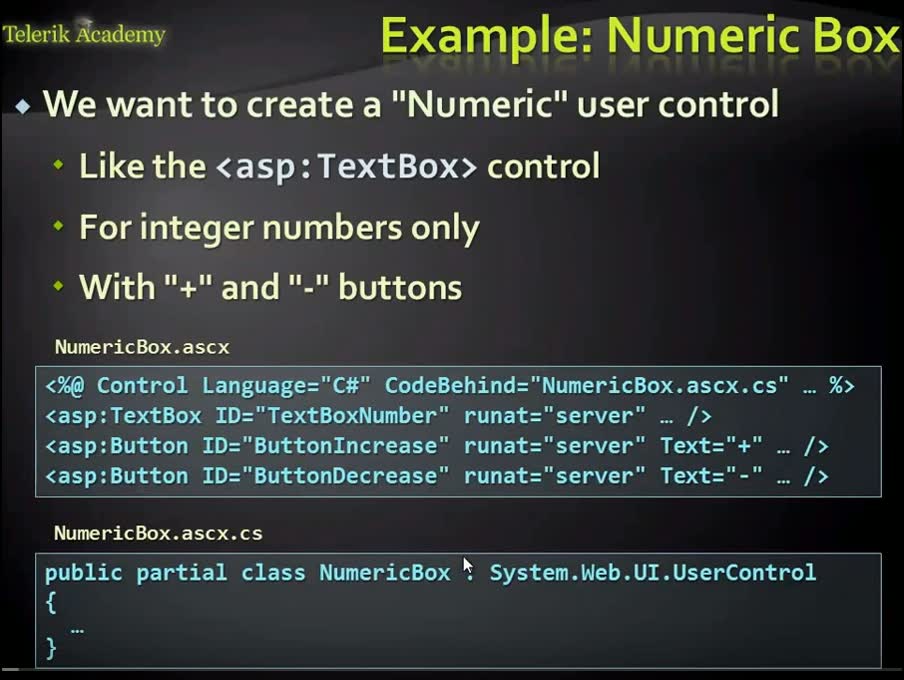 Telerik Academy
Example: Numeric Box
We want to create a "Numeric" user control
Like the <asp:TextBox> control
For integer numbers only
With "+" and "-" buttons
NumericBox.ascx
<%@ Control Language="C#" CodeBehind="NumericBox.ascx.cs" … %>
<asp:TextBox ID="TextBoxNumber" runat="server" … />
<asp:Button ID="ButtonIncrease" runat="server" Text="+" … />
<asp:Button ID="ButtonDecrease" runat="server" Text="-" … />
NumericBox.ascx.cs
public partial class NumericBox : System.Web.UI.UserControl
{
…
}